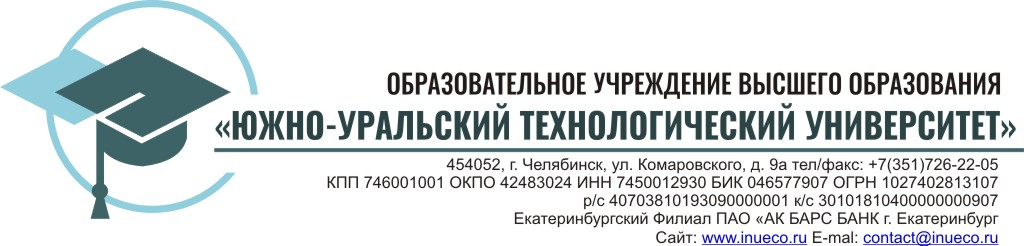 ОБРАЗОВАТЕЛЬНОЕ УЧРЕЖДЕНИЕ ВЫСШЕГО ОБРАЗОВАНИЯ
«ЮЖНО-УРАЛЬСКИЙ ТЕХНОЛОГИЧЕСКИЙ УНИВЕРСИТЕТ»
454052, г. Челябинск, ул. Комаровского, д. 9а тел/факс: +7(351)726-22-05
КПП 746001001 ОКПО 42483024 ИНН 7450012930 БИК 046577907 ОГРН 1027402813107
р/с 40703810193090000001 к/с 30101810400000000907
Екатеринбургский Филиал ПАО «АК БАРС БАНК г. Екатеринбург
Сайт: www.inueco.ru E-mal: contact@inueco.ru